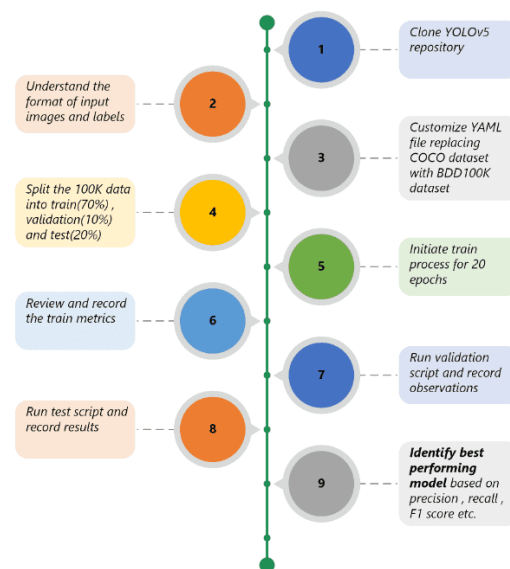 1
Clone YOLOv5
repository
2
Understand the
format of input
images and labels
3
Customize YAML
file replacing
COCO dataset
with BDD100K
dataset
4
Split the 100K data
into train(70%) ,
validation(10%)
and test(20%)
5
Initiate train
process for 20
epochs
6
Review and record
the train metrics
7
Run validation
script and record
observations
8
Run test script and
record results
9
Identify best
performing
model based on
precision , recall ,
F1 score etc.